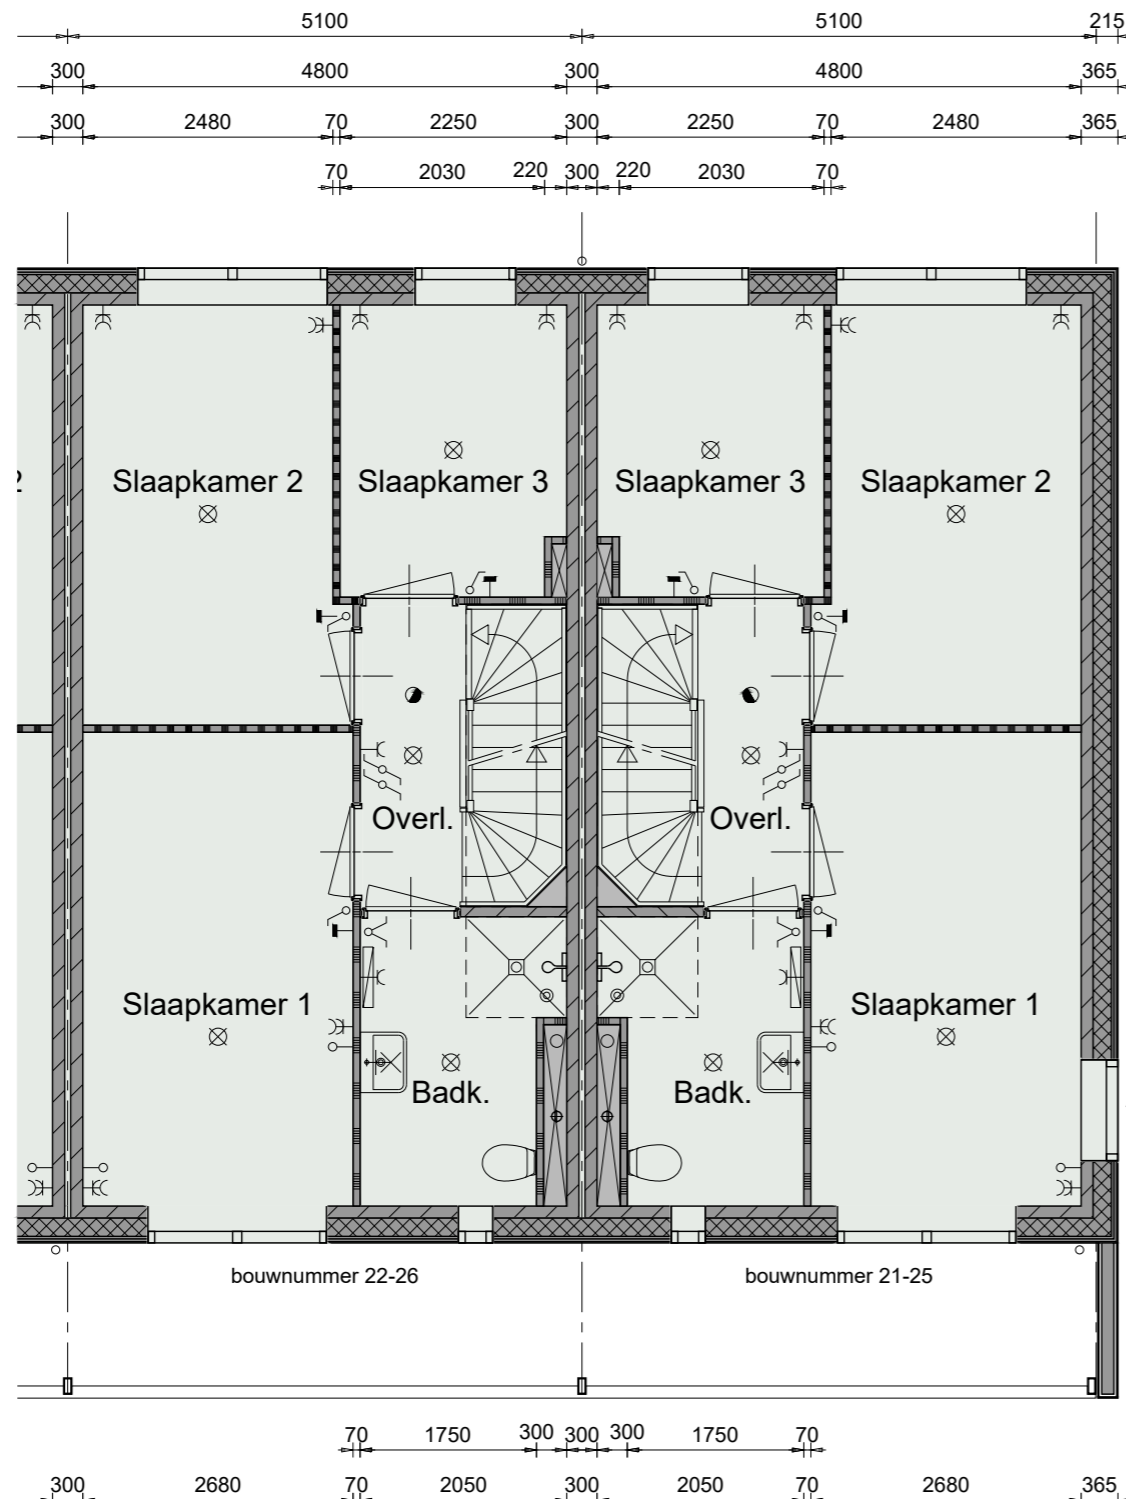 5100 5100 215
300 4800 300 4800 365
300 2480 70 2250 300 2250 70 2480 365
70 2030 220 300 220 2030 70
2 Slaapkamer 2 Slaapkamer 3 Slaapkamer 3 Slaapkamer 2
Overl. Overl.
Slaapkamer 1 Slaapkamer 1
Badk. Badk.
bouwnummer 22-26 bouwnummer 21-25
70 1750 300 300 300 1750 70
300 2680 70 2050 300 2050 70 2680 365